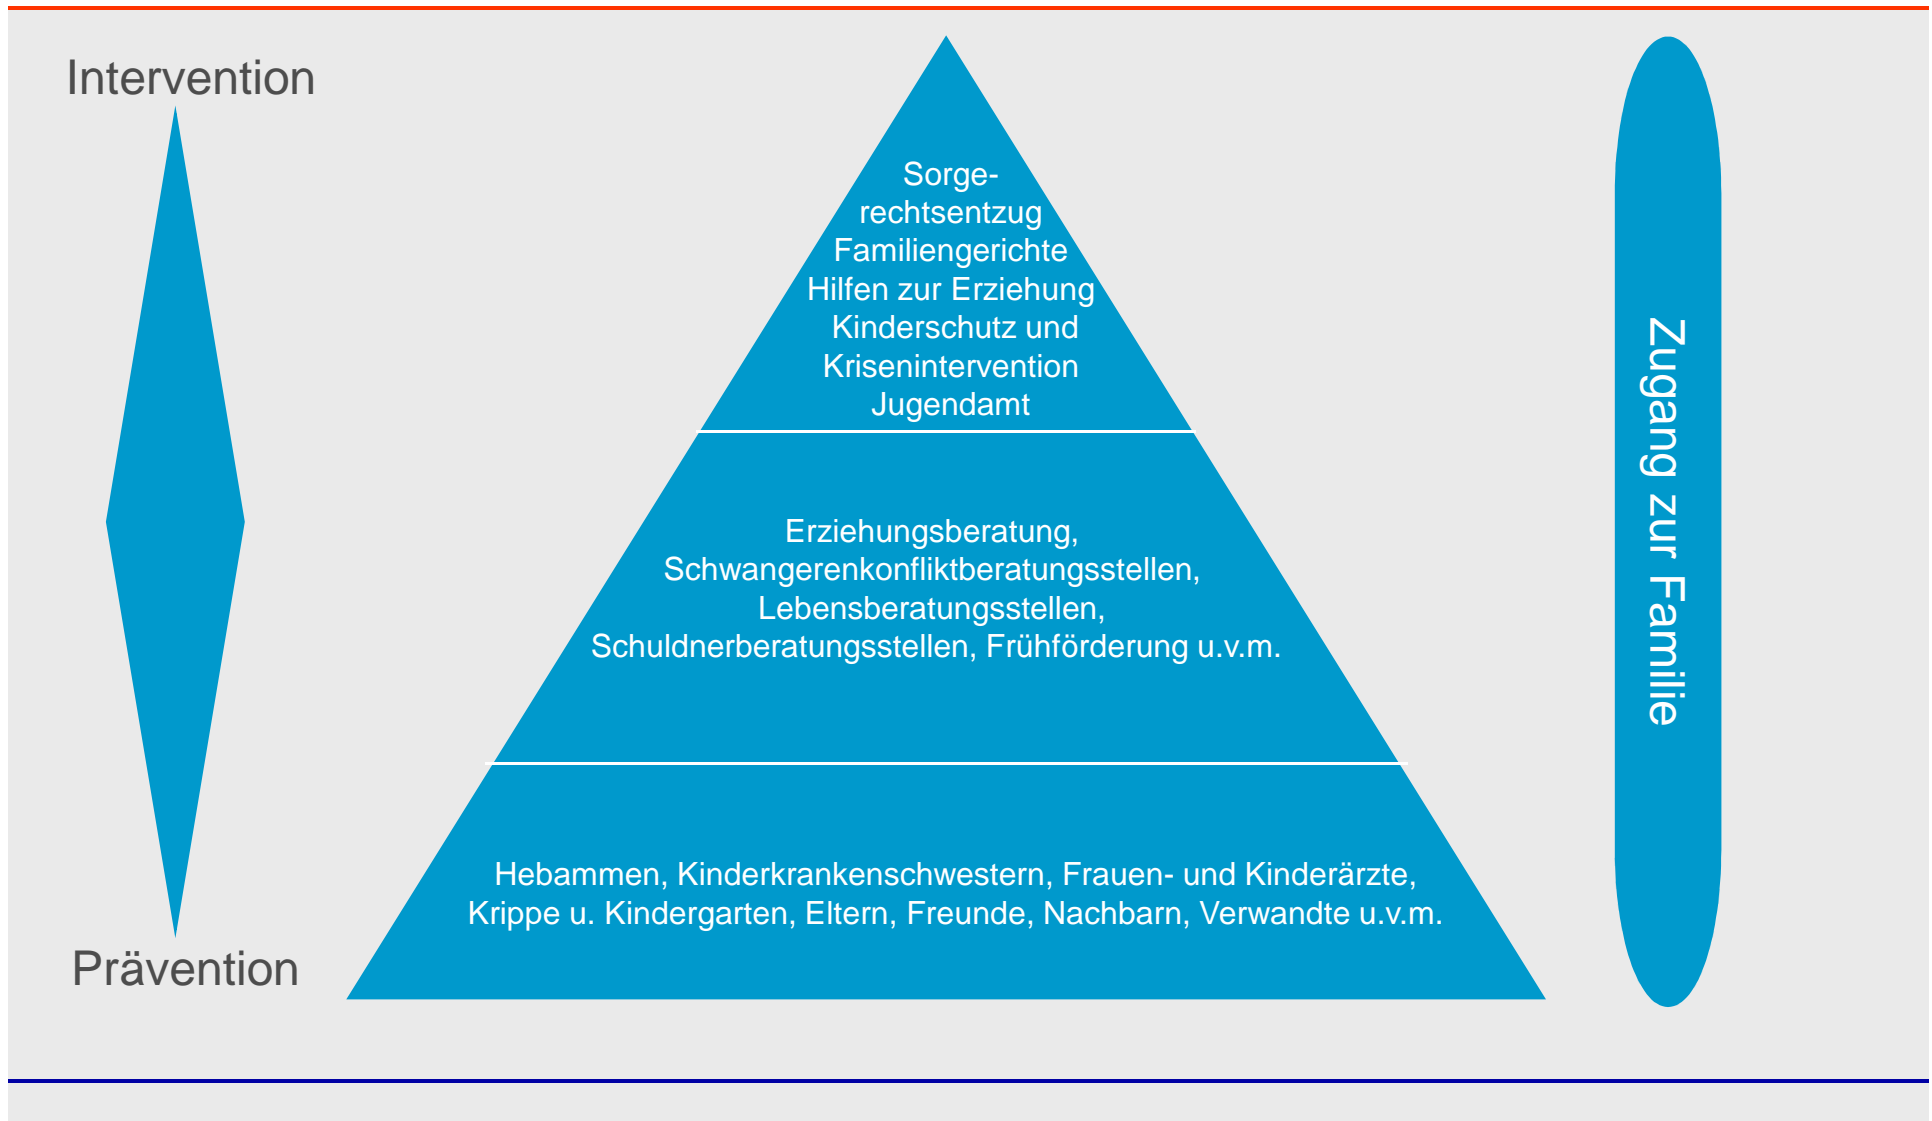 Intervention
Sorge-
rechtsentzug
Familiengerichte
Hilfen zur Erziehung
Kinderschutz und
Krisenintervention
Jugendamt
Erziehungsberatung,
Schwangerenkonfliktberatungsstellen,
Lebensberatungsstellen,
Schuldnerberatungsstellen, Frühförderung u.v.m.
Hebammen, Kinderkrankenschwestern, Frauen- und Kinderärzte,
Krippe u. Kindergarten, Eltern, Freunde, Nachbarn, Verwandte u.v.m.
Prävention
Zugang zur Familie